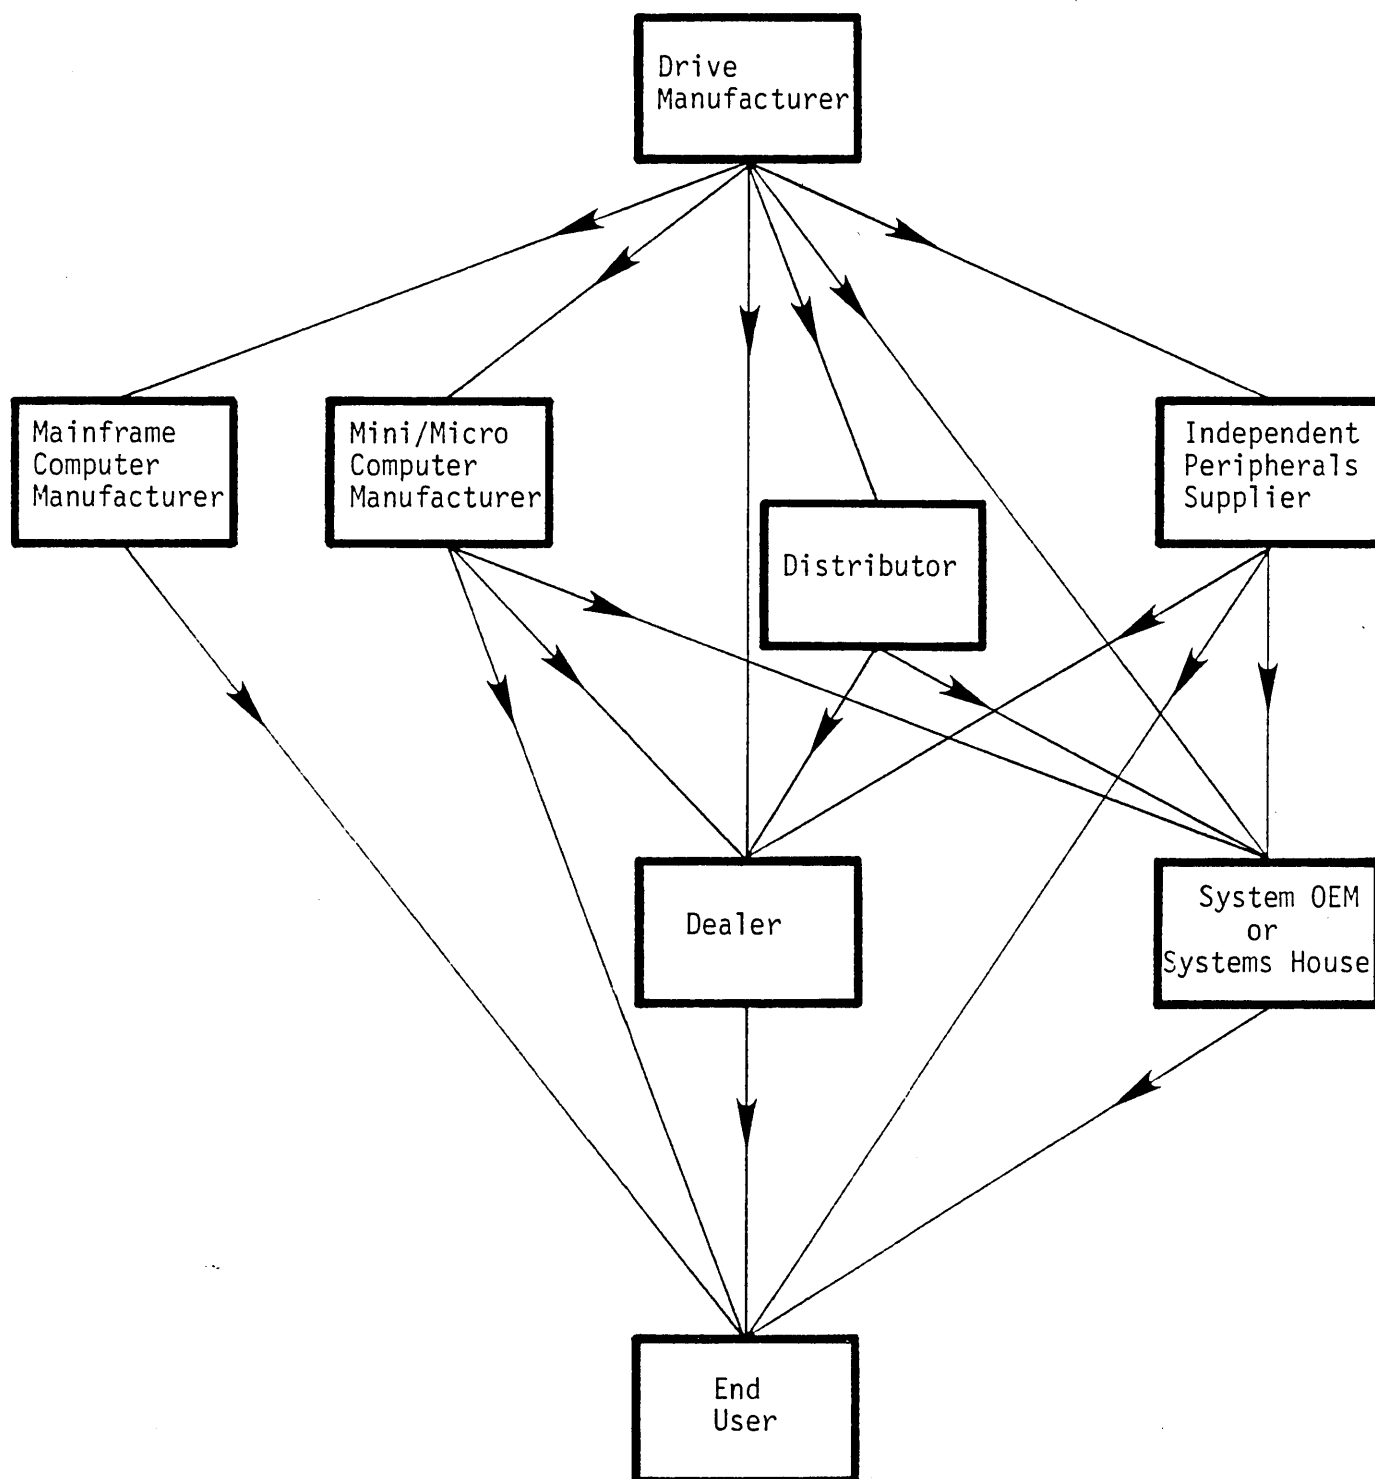 Drive
Manufacturer
Mainframe
Computer
Manufacturer
Mini/Micro
Computer
Manufacturer
Independent
Peripherals
Supplier
Distributor
Dealer
System OEM
or
Systems House
End
User